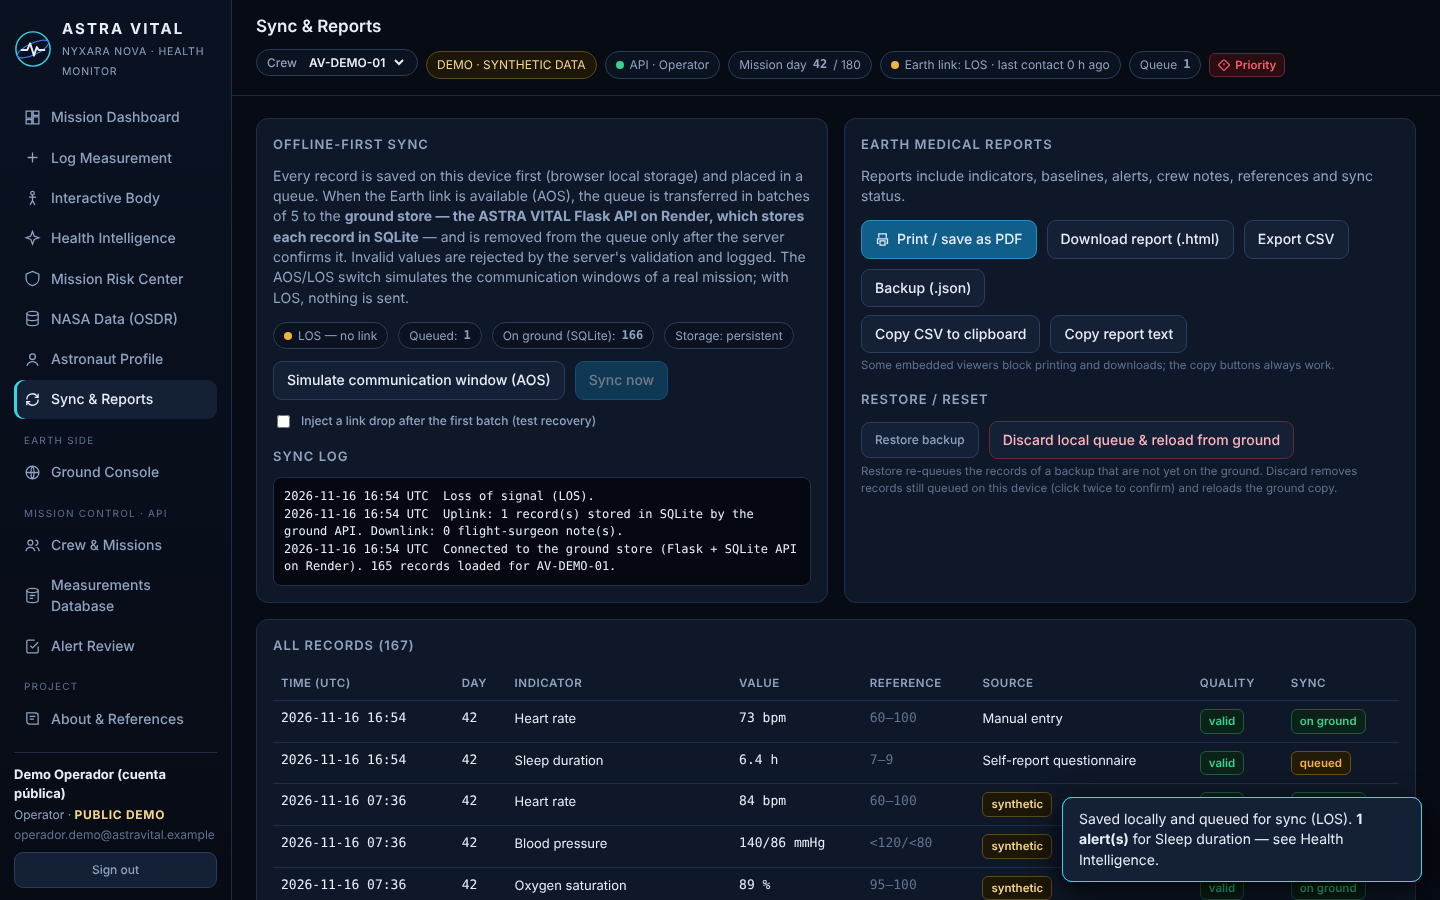 ASTRA VITAL
NYXARA NOVA · HEALTH
MONITOR
Mission Dashboard
Log Measurement
Interactive Body
Health Intelligence
Mission Risk Center
NASA Data (OSDR)
Astronaut Profile
Sync & Reports
EARTH SIDE
Ground Console
MISSION CONTROL · API
Crew & Missions
Measurements
Database
Alert Review
PROJECT
About & References
Demo Operador (cuenta
pública)
Operator · PUBLIC DEMO
operador.demo@astravital.example
Sign out
Sync & Reports
Crew AV-DEMO-01
DEMO · SYNTHETIC DATA
API · Operator
Mission day 42 / 180
Earth link: LOS · last contact 0 h ago
Queue 1
Priority
OFFLINE-FIRST SYNC
Every record is saved on this device first (browser local storage) and placed in a
queue. When the Earth link is available (AOS), the queue is transferred in batches
of 5 to the ground store — the ASTRA VITAL Flask API on Render, which stores
each record in SQLite — and is removed from the queue only after the server
confirms it. Invalid values are rejected by the server's validation and logged. The
AOS/LOS switch simulates the communication windows of a real mission; with
LOS, nothing is sent.
LOS — no link
Queued: 1
On ground (SQLite): 166
Storage: persistent
Simulate communication window (AOS)
Sync now
Inject a link drop after the first batch (test recovery)
SYNC LOG
2026-11-16 16:54 UTC Loss of signal (LOS).
2026-11-16 16:54 UTC Uplink: 1 record(s) stored in SQLite by the
ground API. Downlink: 0 flight-surgeon note(s).
2026-11-16 16:54 UTC Connected to the ground store (Flask + SQLite API
on Render). 165 records loaded for AV-DEMO-01.
EARTH MEDICAL REPORTS
Reports include indicators, baselines, alerts, crew notes, references and sync
status.
Print / save as PDF
Download report (.html)
Export CSV
Backup (.json)
Copy CSV to clipboard
Copy report text
Some embedded viewers block printing and downloads; the copy buttons always work.
RESTORE / RESET
Restore backup
Discard local queue & reload from ground
Restore re-queues the records of a backup that are not yet on the ground. Discard removes
records still queued on this device (click twice to confirm) and reloads the ground copy.
ALL RECORDS (167)
TIME (UTC) DAY INDICATOR VALUE REFERENCE SOURCE QUALITY SYNC
2026-11-16 16:54 42 Heart rate 73 bpm 60–100 Manual entry valid on ground
2026-11-16 16:54 42 Sleep duration 6.4 h 7–9 Self-report questionnaire valid queued
2026-11-16 07:36 42 Heart rate 84 bpm 60–100 synthetic
2026-11-16 07:36 42 Blood pressure 140/86 mmHg <120/<80 synthetic
2026-11-16 07:36 42 Oxygen saturation 89 % 95–100 synthetic valid on ground
Saved locally and queued for sync (LOS). 1
alert(s) for Sleep duration — see Health
Intelligence.